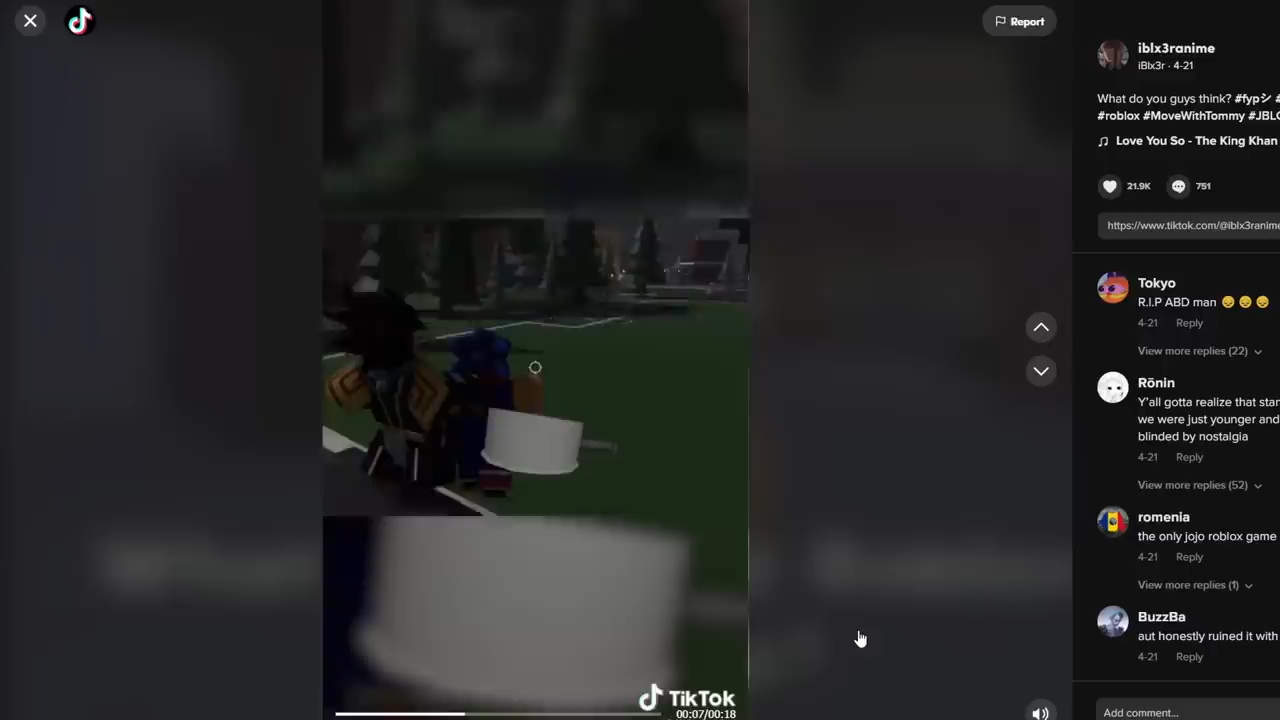 Report
iblx3ranime
iBlx3r · 4-21
What do you guys think? #fypシ #
#roblox #MoveWithTommy #JBLC
Love You So - The King Khan
21.9K
751
https://www.tiktok.com/@iblx3ranime
Tokyo
R.I.P ABD man 😔 😔 😔
4-21 Reply
View more replies (22)
Rōnin
Y'all gotta realize that stan
we were just younger and
blinded by nostalgia
4-21 Reply
View more replies (52)
romenia
the only jojo roblox game
4-21 Reply
View more replies (1)
BuzzBa
aut honestly ruined it with
4-21 Reply
Add comment...
TikTok
00:07/00:18